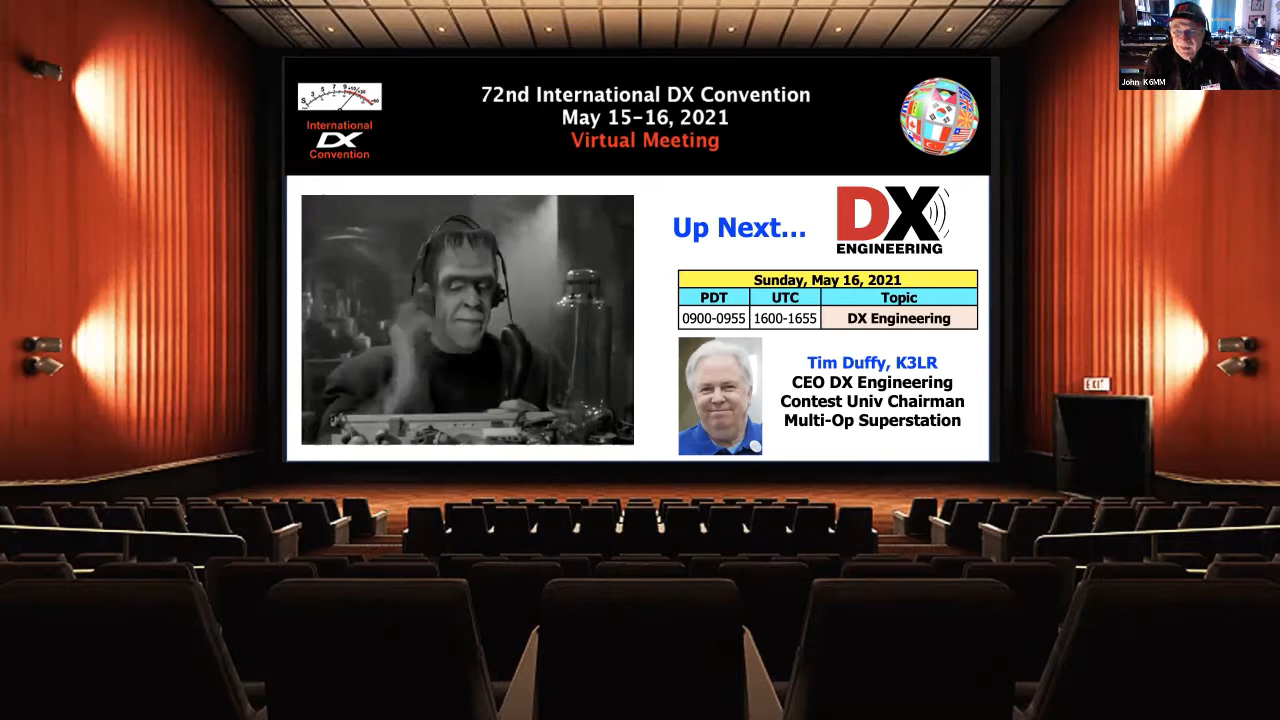 John K6MM
72nd International DX Convention
May 15-16, 2021
Virtual Meeting
International
DX
Convention
Up Next...
DX
ENGINEERING
Sunday, May 16, 2021
PDT UTC Topic
0900-0955 1600-1655 DX Engineering
Tim Duffy, K3LR
CEO DX Engineering
Contest Univ Chairman
Multi-Op Superstation
EXIT